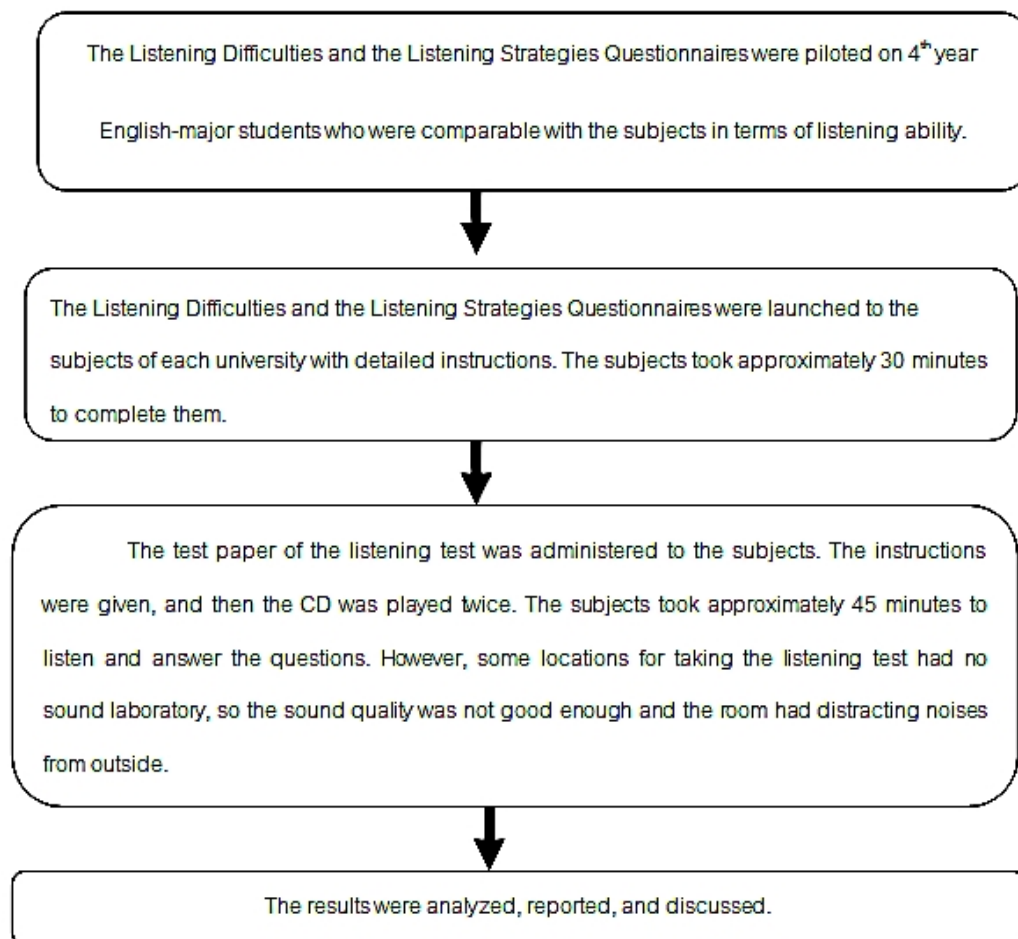 The Listening Difficulties and the Listening Strategies Questionnaires were piloted on 4th year
English-major students who were comparable with the subjects in terms of listening ability.
The Listening Difficulties and the Listening Strategies Questionnaires were launched to the
subjects of each university with detailed instructions. The subjects took approximately 30 minutes
to complete them.
The test paper of the listening test was administered to the subjects. The instructions
were given, and then the CD was played twice. The subjects took approximately 45 minutes to
listen and answer the questions. However, some locations for taking the listening test had no
sound laboratory, so the sound quality was not good enough and the room had distracting noises
from outside.
The results were analyzed, reported, and discussed.